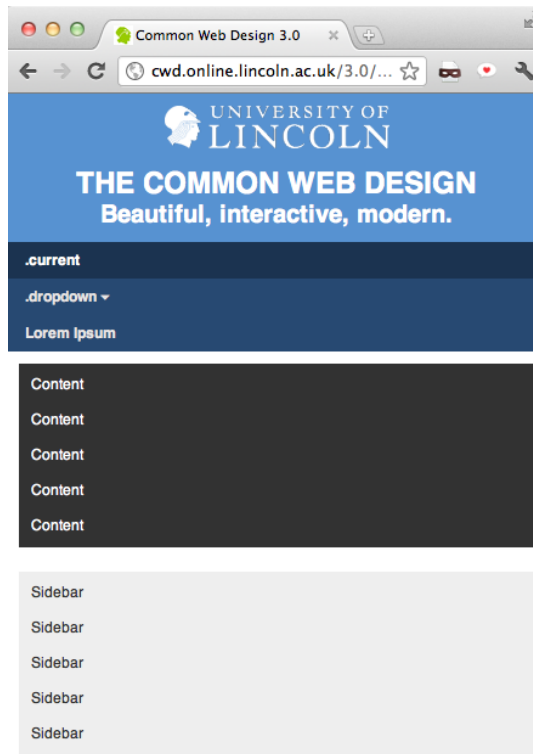 Common Web Design 3.0
cwd.online.lincoln.ac.uk/3.0/...
UNIVERSITY OF
LINCOLN
THE COMMON WEB DESIGN
Beautiful, interactive, modern.
.current
.dropdown
Lorem Ipsum
Content
Content
Content
Content
Content
Sidebar
Sidebar
Sidebar
Sidebar
Sidebar